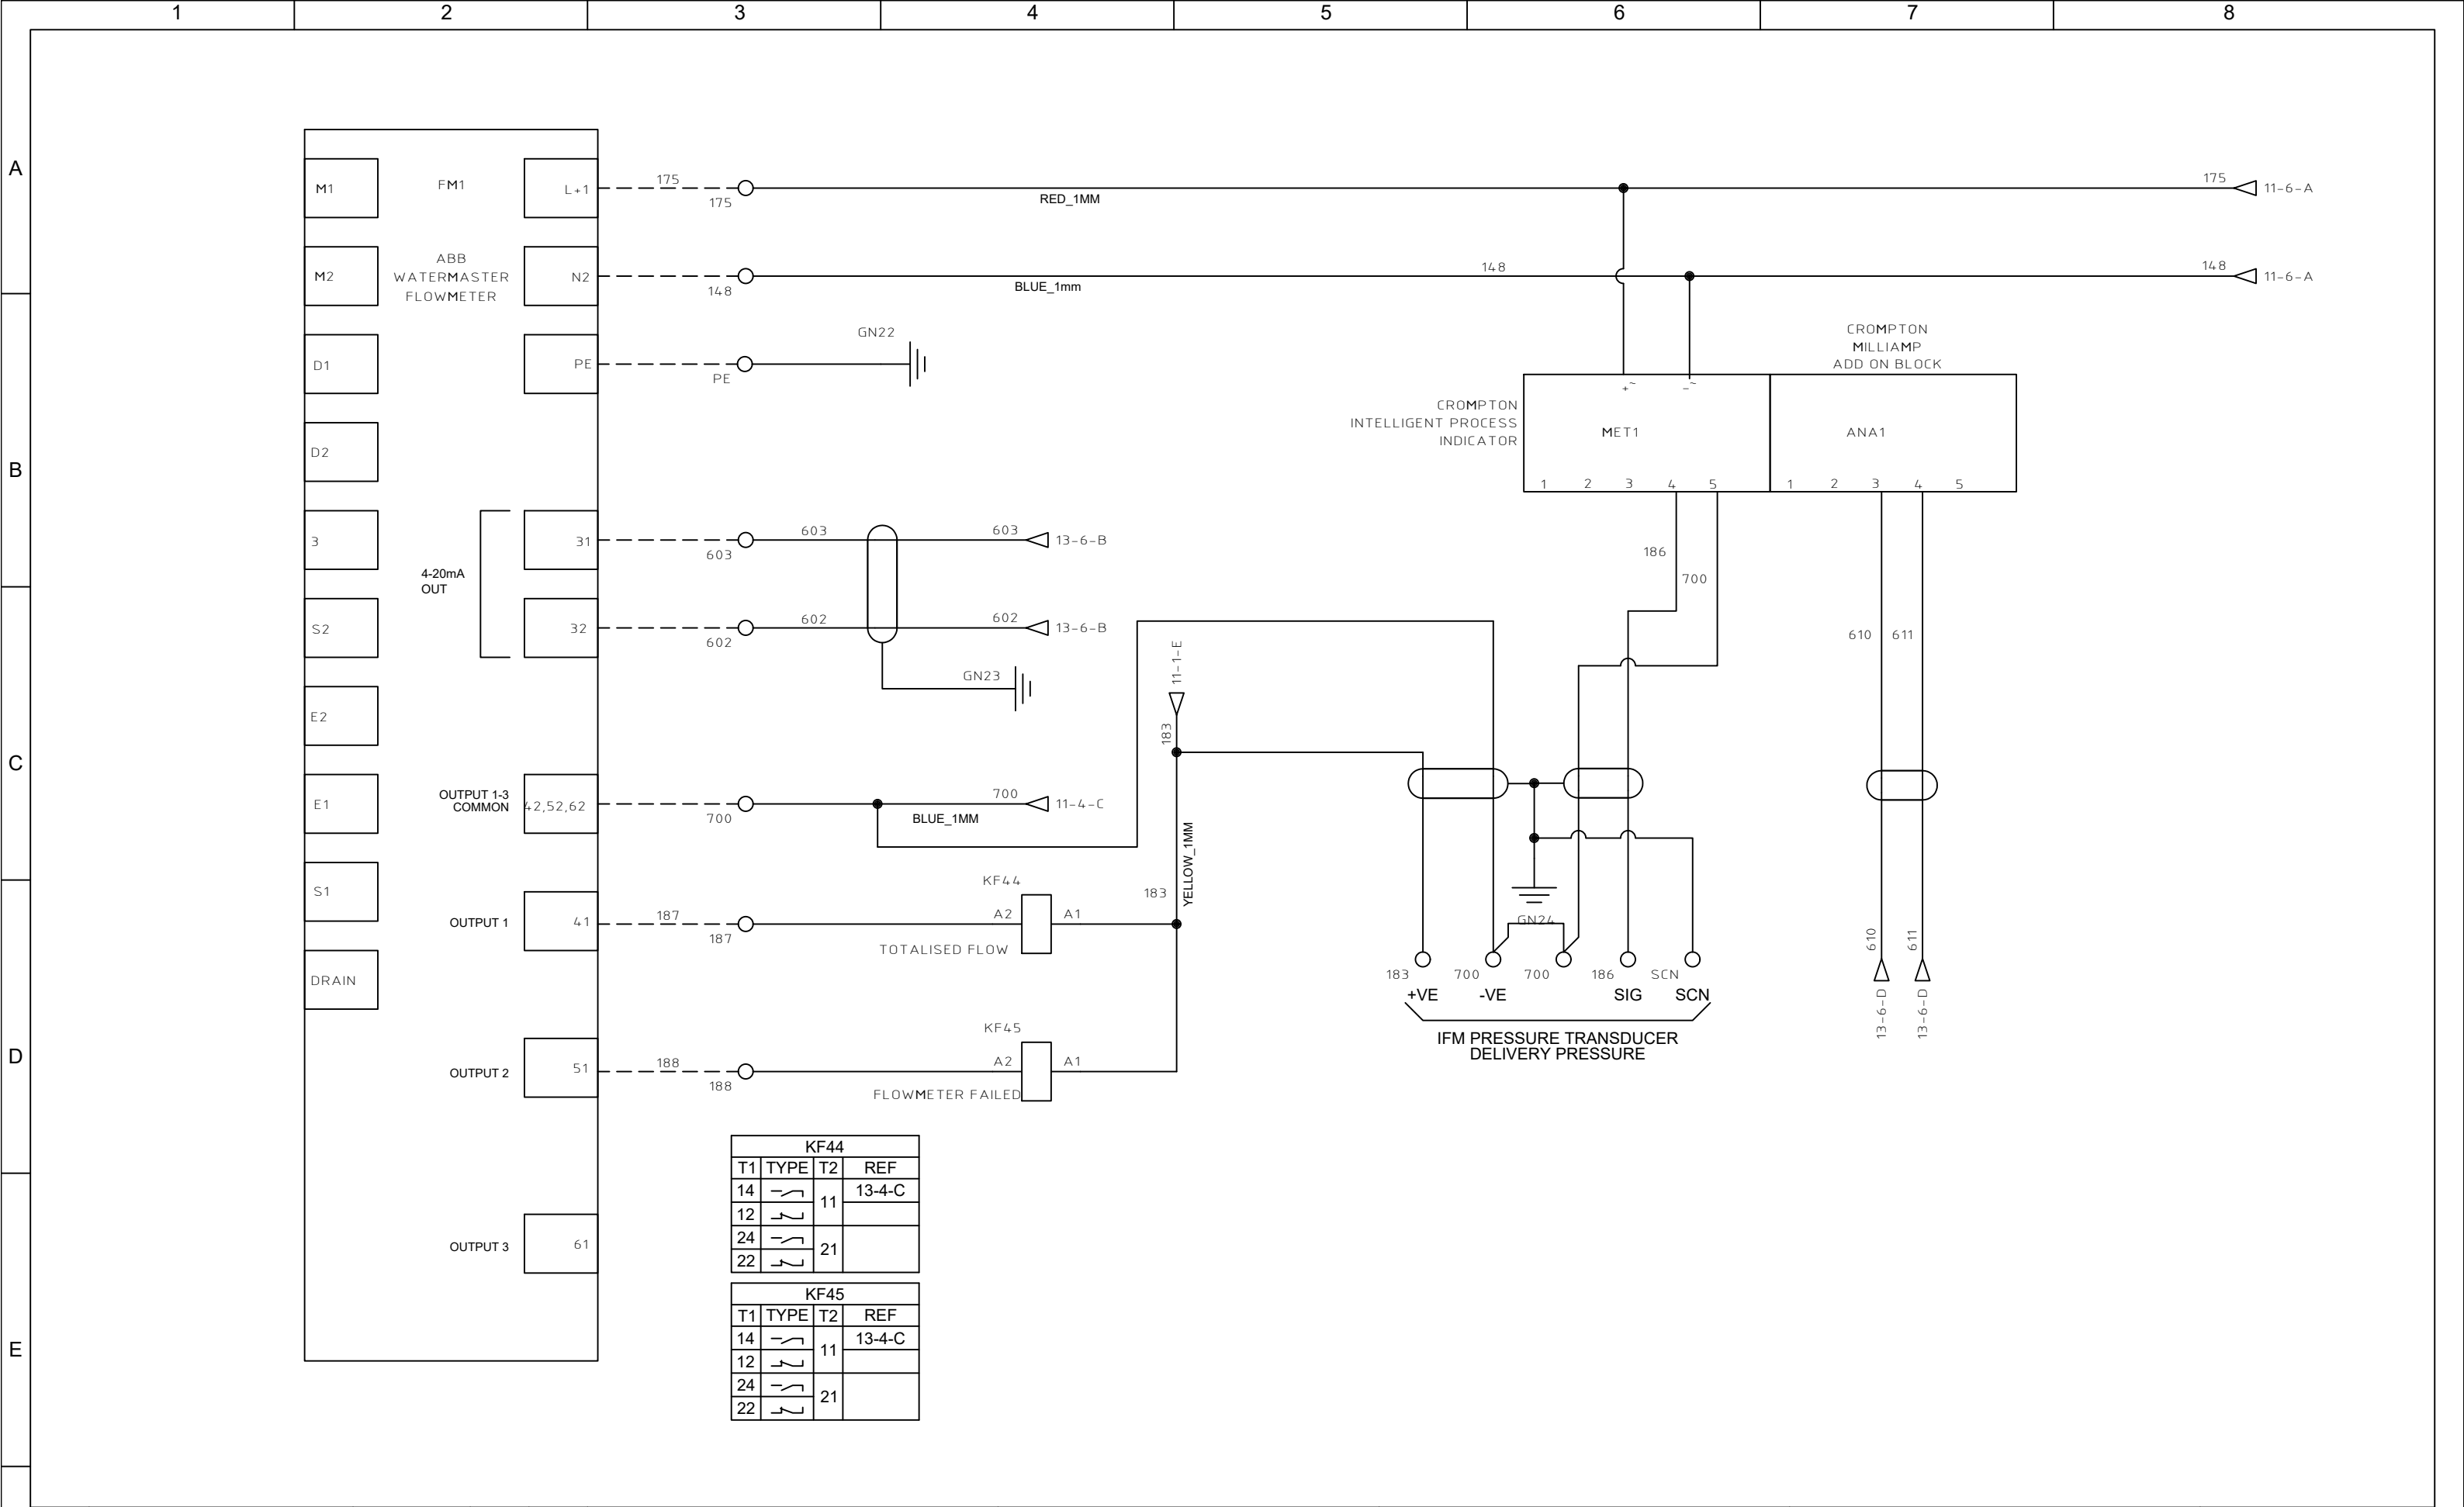 1 2 3 4 5 6 7 8
A
B
C
D
E
FM1
ABB
WATERMASTER
FLOWMETER
M1
M2
D1
D2
3
S2
E2
E1
S1
DRAIN
L+1
N2
PE
31
32
4-20mA
OUT
OUTPUT 1-3
COMMON
42,52,62
OUTPUT 1
41
OUTPUT 2
51
OUTPUT 3
61
175
175
RED_1MM
175
11-6-A
148
BLUE_1mm
148
148
11-6-A
PE
GN22
603
603
603
13-6-B
602
602
602
13-6-B
GN23
700
BLUE_1MM
700
11-4-C
187
187
KF44
A2
A1
TOTALISED FLOW
188
188
KF45
A2
A1
FLOWMETER FAILED
11-1-E
183
183
YELLOW_1MM
CROMPTON
INTELLIGENT PROCESS
INDICATOR
+~
-~
MET1
1 2 3 4 5
CROMPTON
MILLIAMP
ADD ON BLOCK
ANA1
1 2 3 4 5
186
700
610
611
GN24
183 700 700 186 SCN
+VE -VE SIG SCN
IFM PRESSURE TRANSDUCER
DELIVERY PRESSURE
610
611
13-6-D
13-6-D
KF44
T1 TYPE T2 REF
14 11 13-4-C
12
24 21
22
KF45
T1 TYPE T2 REF
14 11 13-4-C
12
24 21
22